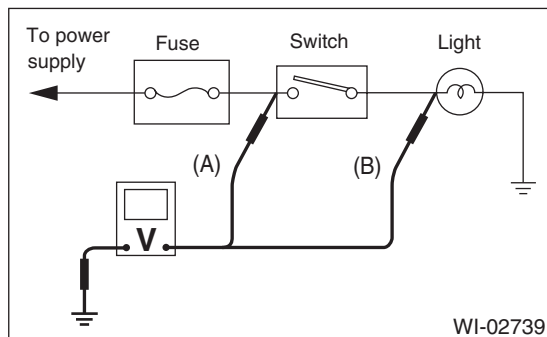 To power
supply
Fuse
Switch
Light
(A)
(B)
V
WI-02739